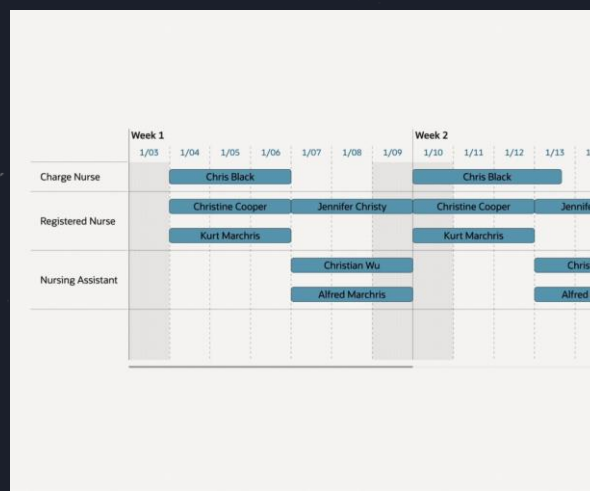 Week 1 Week 2
1/03 1/04 1/05 1/06 1/07 1/08 1/09 1/10 1/11 1/12 1/13
Charge Nurse Chris Black Chris Black
Christine Cooper Jennifer Christy Christine Cooper
Registered Nurse
Kurt Marchris Kurt Marchris
Christian Wu Chris
Nursing Assistant
Alfred Marchris Alfred